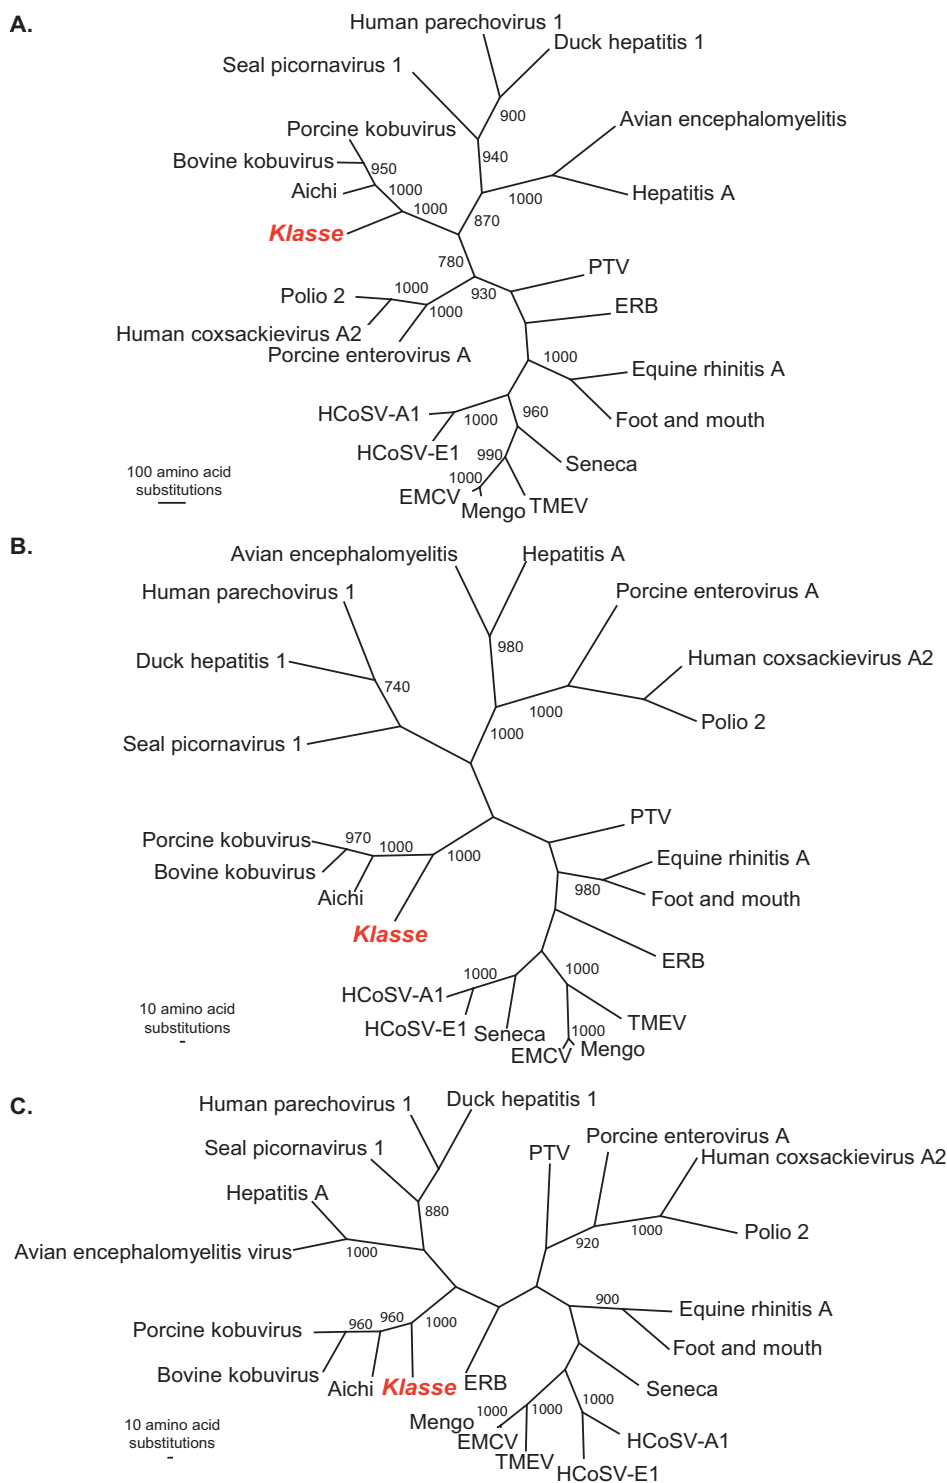 A.
Human parechovirus 1
Duck hepatitis 1
Seal picornavirus 1
900
Avian encephalomyelitis
Porcine kobuvirus
940
Bovine kobuvirus
950
Aichi
1000
1000
Hepatitis A
1000
870
Klasse
780
PTV
Polio 2
1000
930
1000
ERB
Human coxsackievirus A2
Porcine enterovirus A
1000
Equine rhinitis A
HCoSV-A1
1000
960
Foot and mouth
HCoSV-E1
990
Seneca
100 amino acid
substitutions
1000
EMCV
Mengo
TMEV
B.
Avian encephalomyelitis
Hepatitis A
Human parechovirus 1
Porcine enterovirus A
980
Duck hepatitis 1
740
Human coxsackievirus A2
1000
Polio 2
Seal picornavirus 1
1000
PTV
Porcine kobuvirus
970
1000
1000
Bovine kobuvirus
Equine rhinitis A
980
Aichi
Foot and mouth
Klasse
ERB
1000
1000
HCoSV-A1
10 amino acid
substitutions
HCoSV-E1
Seneca
TMEV
1000
EMCV
Mengo
C.
Human parechovirus 1
Duck hepatitis 1
Seal picornavirus 1
PTV
Porcine enterovirus A
Human coxsackievirus A2
Hepatitis A
880
1000
920
1000
Polio 2
Avian encephalomyelitis virus
900
Equine rhinitis A
Porcine kobuvirus
960
960
1000
Foot and mouth
Bovine kobuvirus
Aichi
Klasse
ERB
Seneca
1000
1000
1000
10 amino acid
substitutions
Mengo
EMCV
TMEV
HCoSV-A1
HCoSV-E1